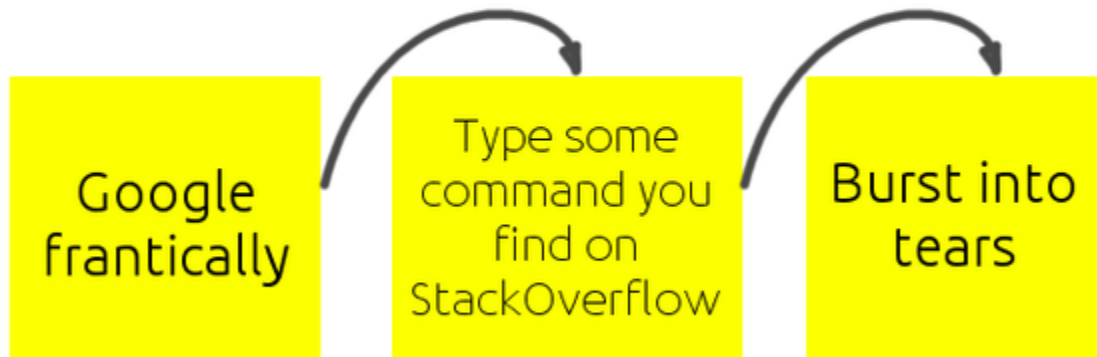 Google
frantically
Type some
command you
find on
StackOverflow
Burst into
tears